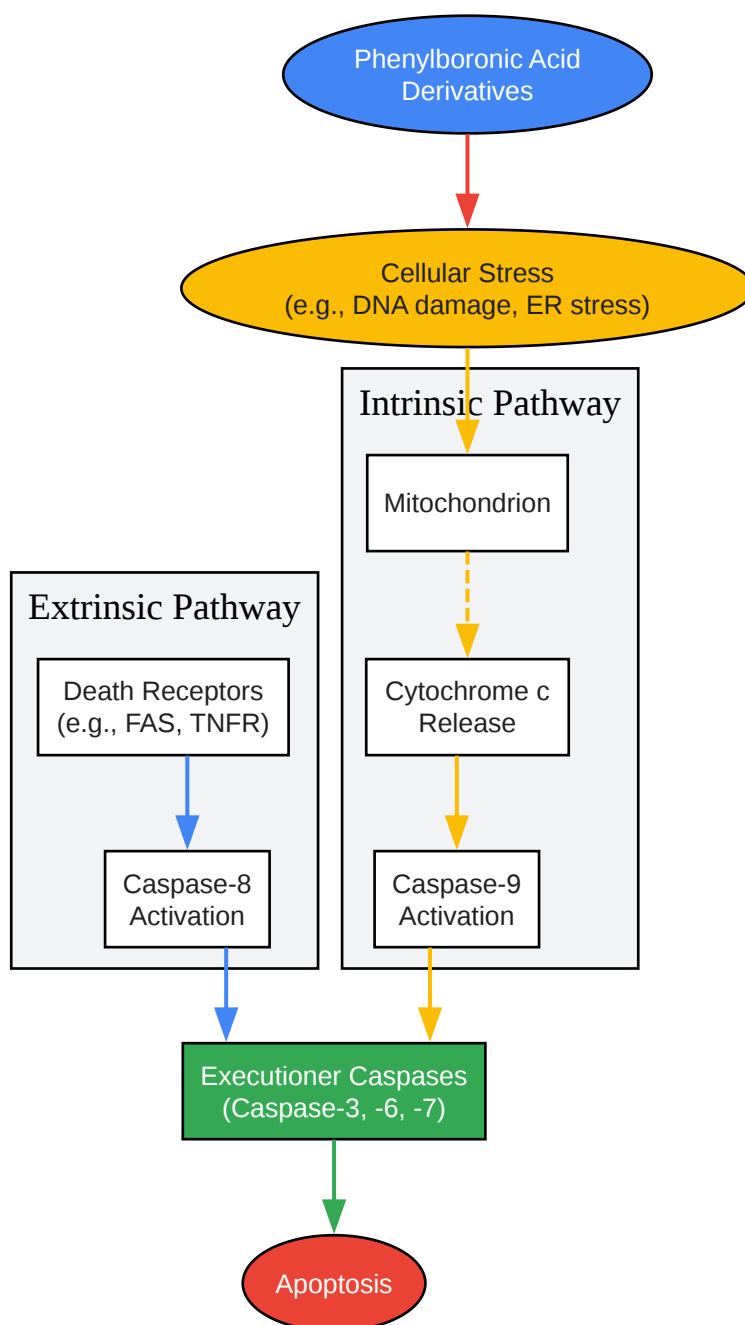 Phenylboronic Acid
Derivatives
Cellular Stress
(e.g., DNA damage, ER stress)
Intrinsic Pathway
Mitochondrion
Extrinsic Pathway
Death Receptors
(e.g., FAS, TNFR)
Cytochrome c
Release
Caspase-8
Activation
Caspase-9
Activation
Executioner Caspases
(Caspase-3, -6, -7)
Apoptosis